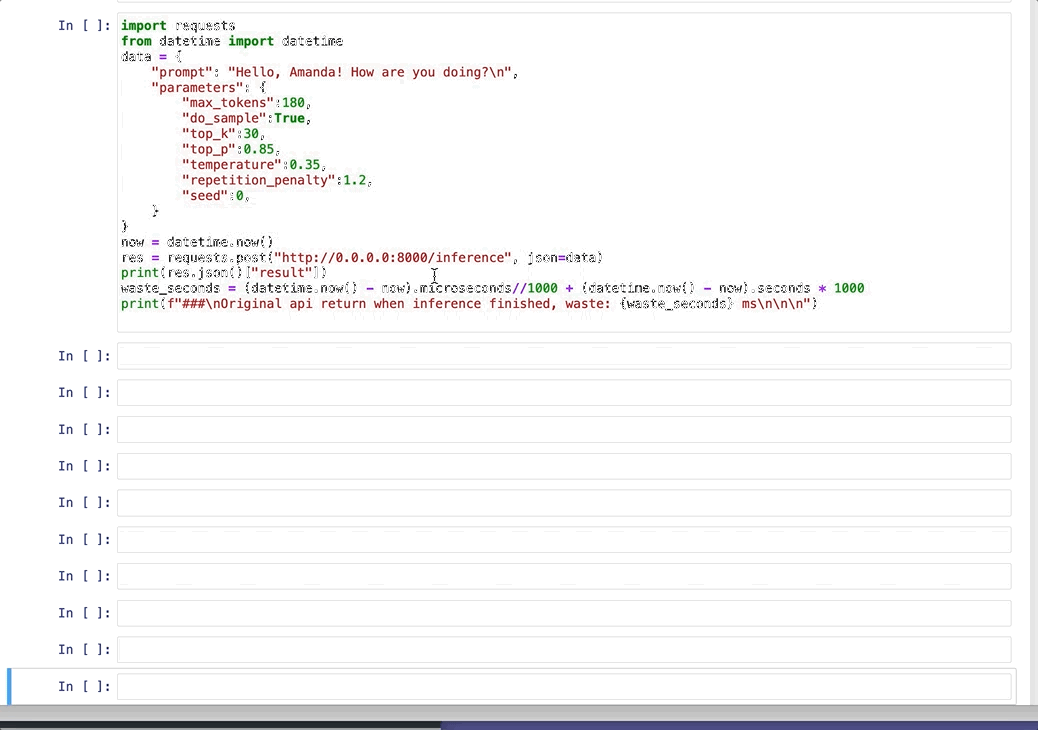 In [ ]: import requests
from datetime import datetime
data = {
    "prompt": "Hello, Amanda! How are you doing?\n",
    "parameters": {
        "max_tokens":180,
        "do_sample":True,
        "top_k":30,
        "top_p":0.85,
        "temperature":0.35,
        "repetition_penalty":1.2,
        "seed":0,
    }
}
now = datetime.now()
res = requests.post("http://0.0.0.0:8000/inference", json=data)
print(res.json()["result"])
waste_seconds = (datetime.now() - now).microseconds//1000 + (datetime.now() - now).seconds * 1000
print(f"###\nOriginal api return when inference finished, waste: {waste_seconds} ms\n\n\n")
In [ ]:
In [ ]:
In [ ]:
In [ ]:
In [ ]:
In [ ]:
In [ ]:
In [ ]:
In [ ]:
In [ ]: